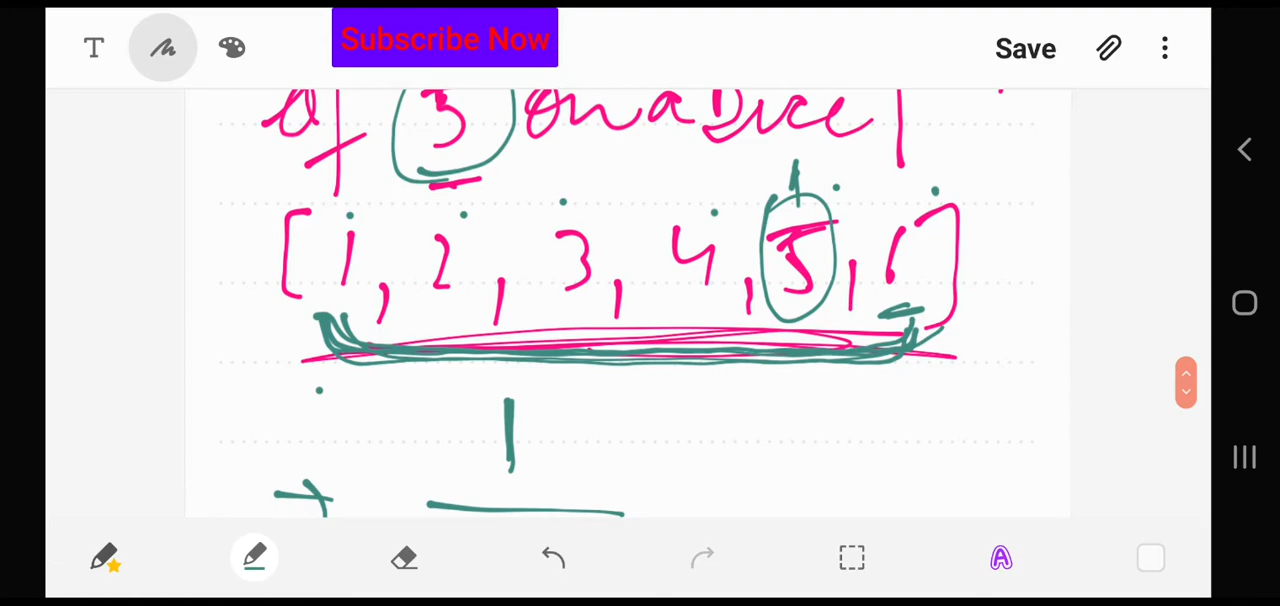 T
Subscribe Now
Save
of 3 on a Dice
[1, 2, 3, 4, 5, 6]
1
A